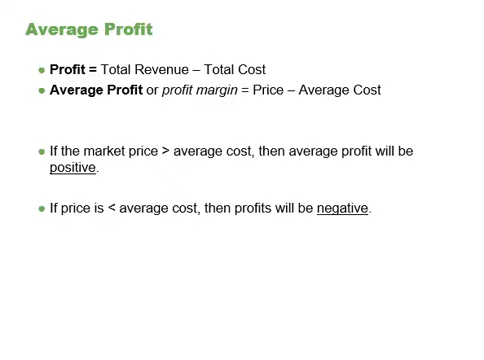 Average Profit
● Profit = Total Revenue – Total Cost
● Average Profit or profit margin = Price – Average Cost
● If the market price > average cost, then average profit will be
positive.
● If price is < average cost, then profits will be negative.